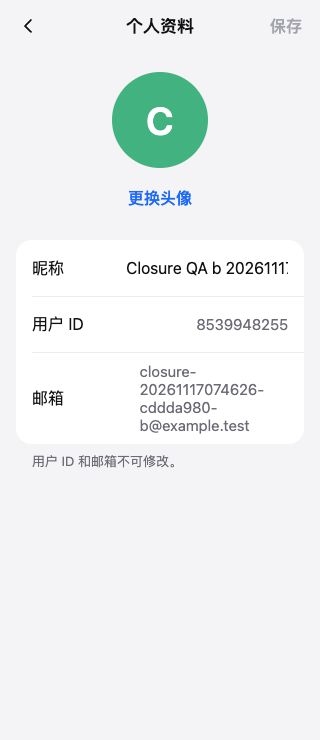 个人资料
保存
C
更换头像
昵称
Closure QA b 2026111
用户 ID
8539948255
邮箱
closure-
20261117074626-
cddda980-
b@example.test
用户 ID 和邮箱不可修改。